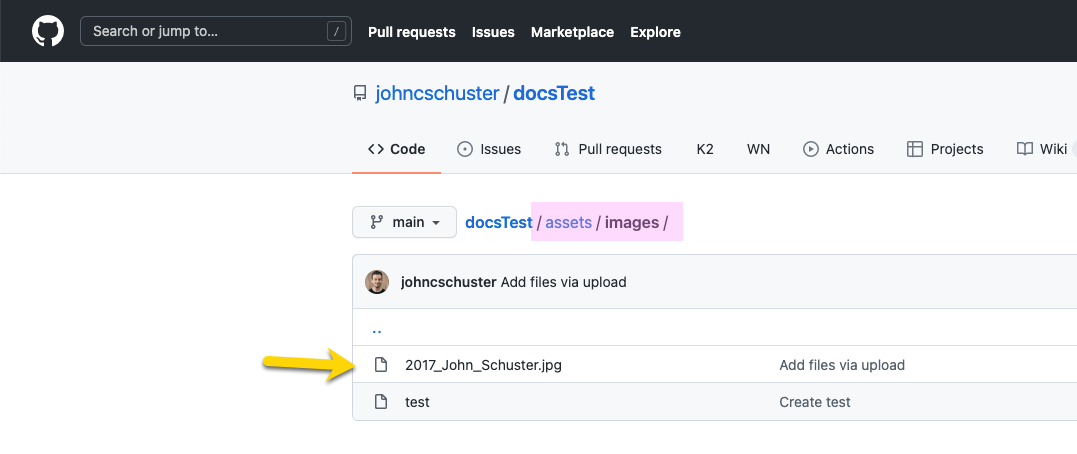 Search or jump to... / Pull requests Issues Marketplace Explore
johncschuster / docsTest
<> Code Issues Pull requests K2 WN Actions Projects Wiki
main docsTest / assets / images /
johncschuster Add files via upload
..
2017_John_Schuster.jpg Add files via upload
test Create test